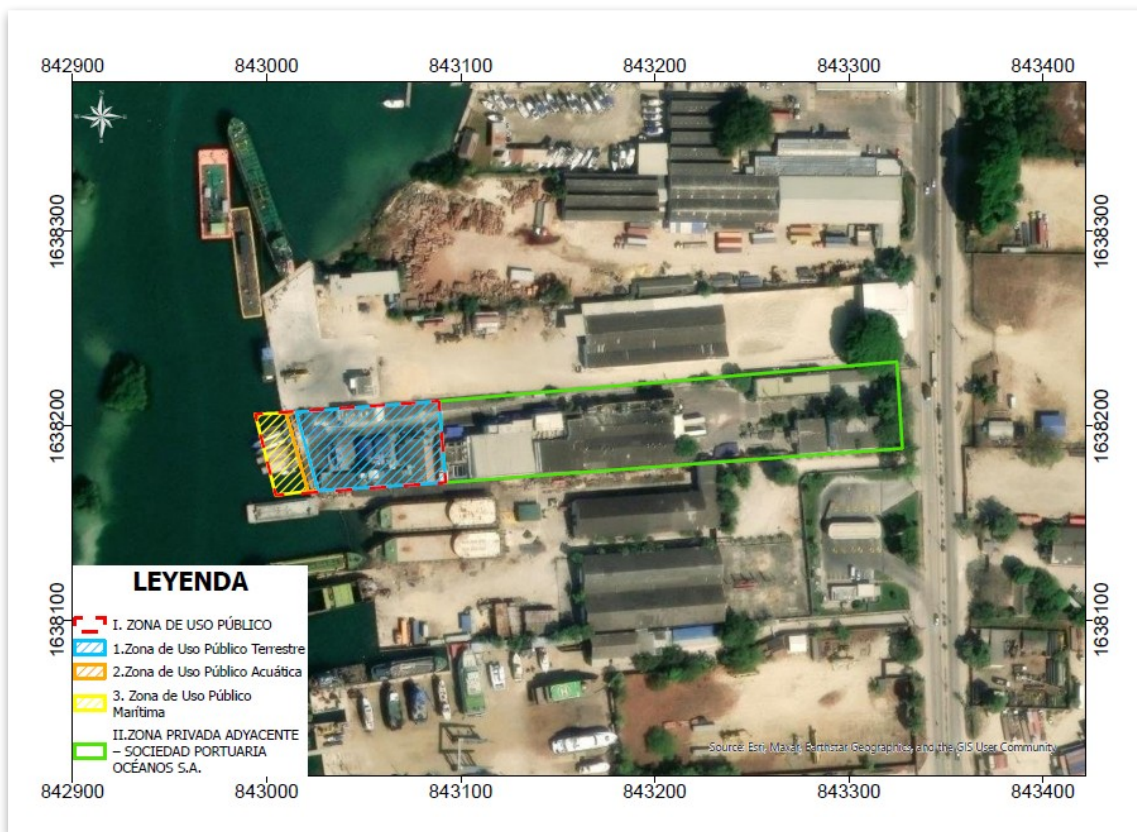 842900 843000 843100 843200 843300 843400
1638300 1638300
1638200 1638200
1638100 1638100
LEYENDA
I. ZONA DE USO PÚBLICO
1.Zona de Uso Público Terrestre
2.Zona de Uso Público Acuática
3. Zona de Uso Público
Marítima
II.ZONA PRIVADA ADYACENTE
– SOCIEDAD PORTUARIA
OCÉANOS S.A.
Source: Esri, Maxar, Earthstar Geographics, and the GIS User Community
842900 843000 843100 843200 843300 843400